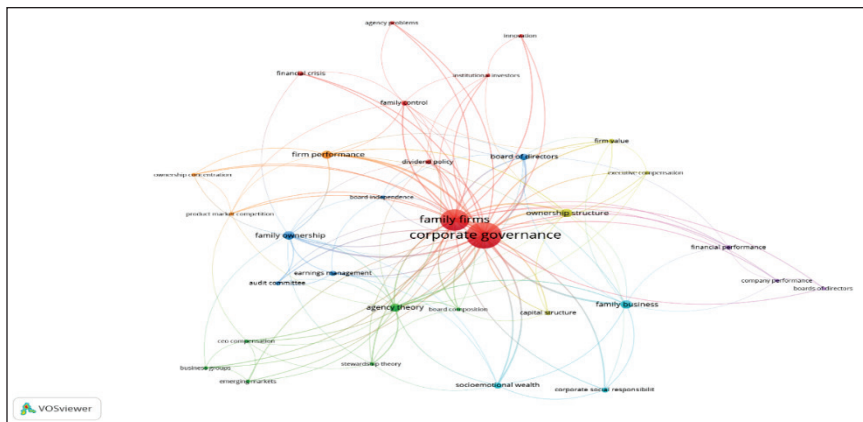 agency problems
innovation
financial crisis
institutional investors
family control
firm value
firm performance
dividend policy
board of directors
ownership concentration
executive compensation
board independence
product market competition
family firms
ownership structure
family ownership
corporate governance
financial performance
earnings management
audit committee
company performance
boards of directors
agency theory
board composition
capital structure
family business
ceo compensation
stewardship theory
business groups
emerging markets
socioemotional wealth
corporate social responsibilit
VOSviewer